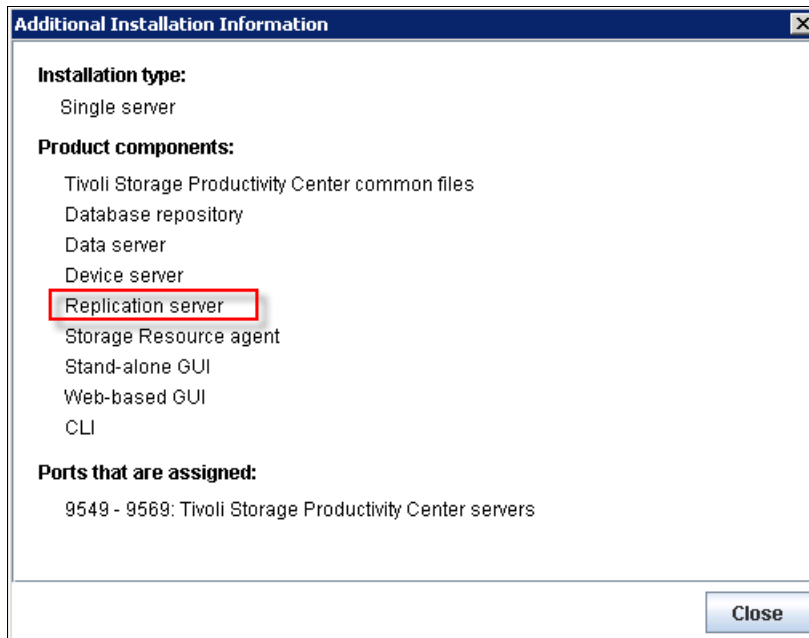 Additional Installation Information
Installation type:
Single server
Product components:
Tivoli Storage Productivity Center common files
Database repository
Data server
Device server
Replication server
Storage Resource agent
Stand-alone GUI
Web-based GUI
CLI
Ports that are assigned:
9549 - 9569: Tivoli Storage Productivity Center servers
Close